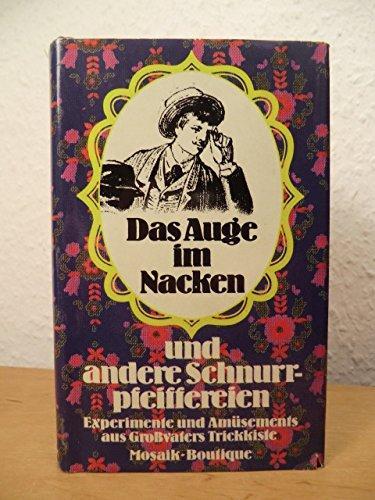 Das Auge
im
Nacken
und
andere Schnurr-
pfeiffereien
Experimente und Amüsements
aus Großvaters Trickkiste
Mosaik-Boutique